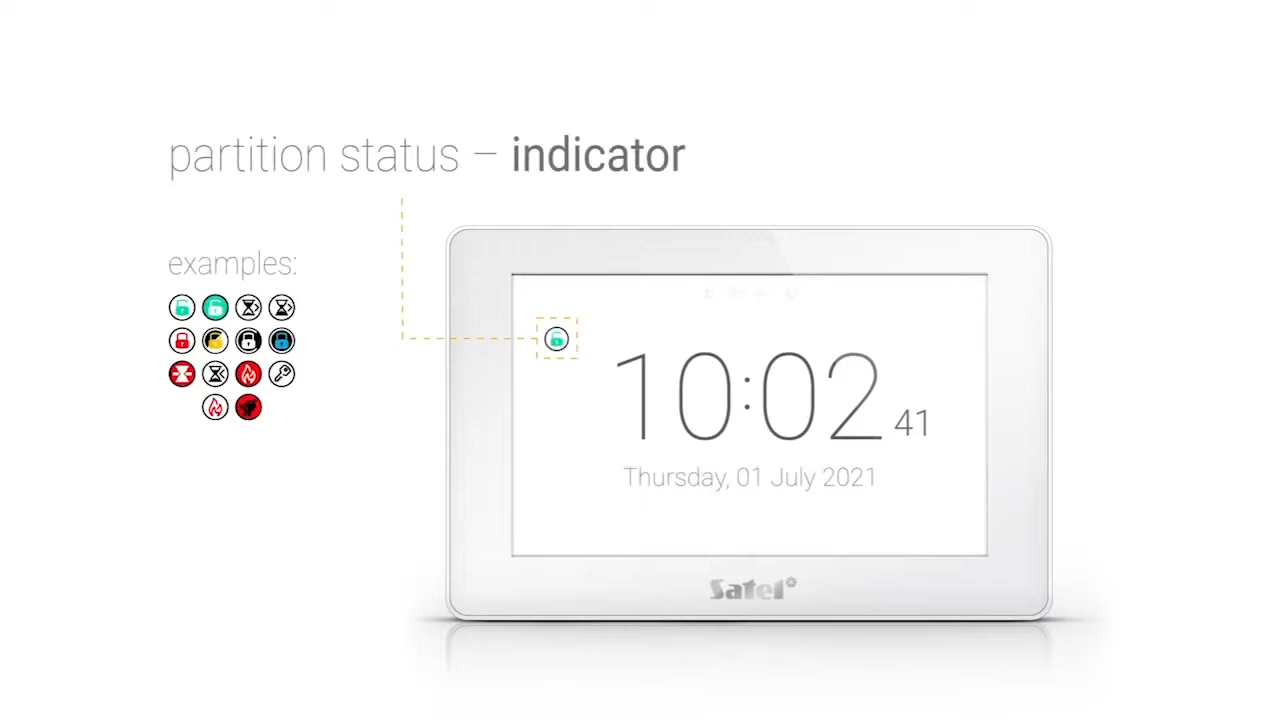 partition status – indicator
examples:
10:02 41
Thursday, 01 July 2021
Satel